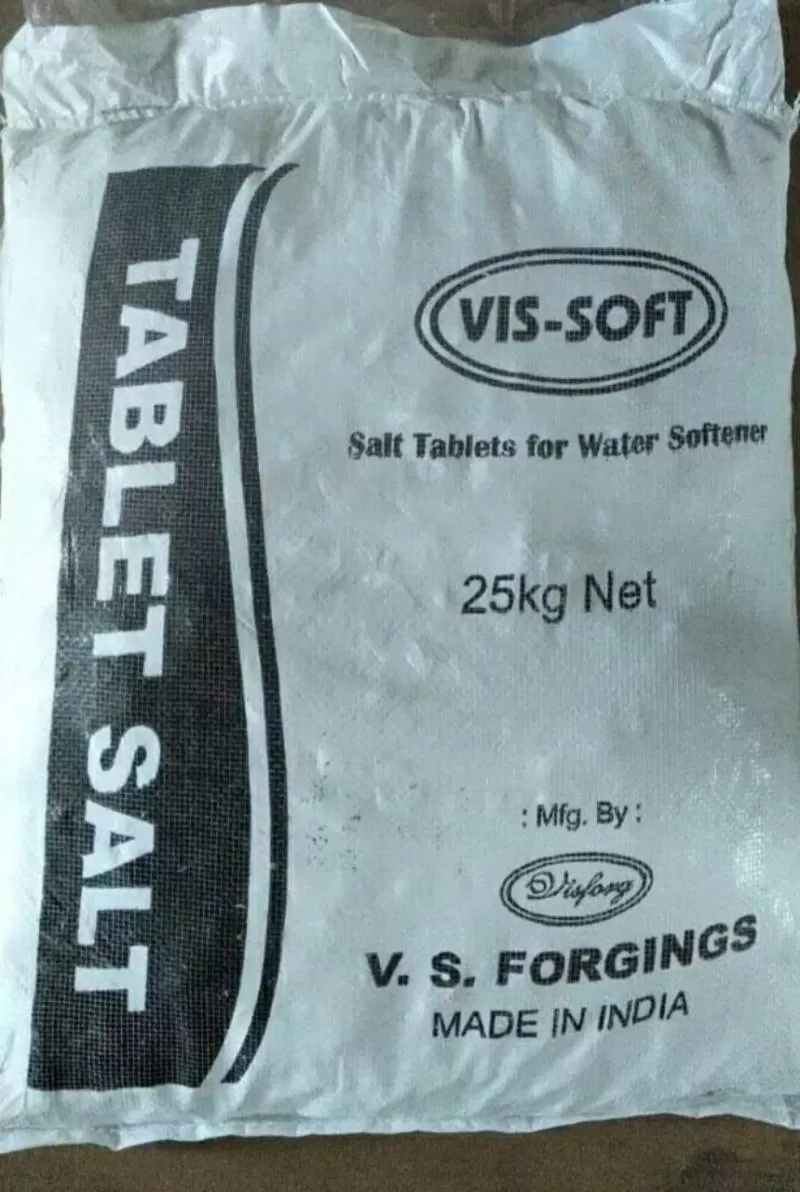 TABLET SALT
VIS-SOFT
Salt Tablets for Water Softener
25kg Net
: Mfg. By :
Visforg
V. S. FORGINGS
MADE IN INDIA